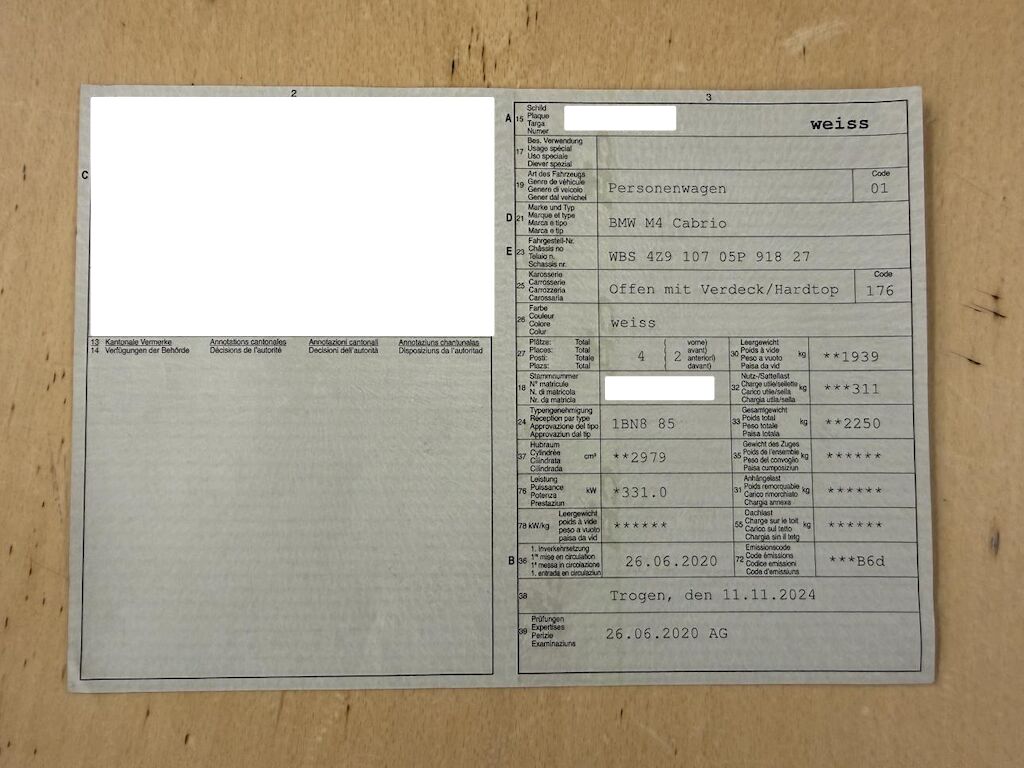 2
C
13 Kantonale Vermerke Annotations cantonales Annotazioni cantonali Annotaziuns chantunalas
14 Verfügungen der Behörde Décisions de l'autorité Decisioni dell'autorità Disposiziuns da l'autoritad
3
A 15 Schild
Plaque
Targa
Numer
weiss
17 Bes. Verwendung
Usage spécial
Uso speciale
Diever spezial
19 Art des Fahrzeugs
Genre de véhicule
Genere di veicolo
Gener dal vehichel
Personenwagen
Code
01
D 21 Marke und Typ
Marque et type
Marca e tipo
Marca e tip
BMW M4 Cabrio
E 23 Fahrgestell-Nr.
Châssis no
Telaio n.
Schassis nr.
WBS 4Z9 107 05P 918 27
25 Karosserie
Carrosserie
Carrozzeria
Carossaria
Offen mit Verdeck/Hardtop
Code
176
26 Farbe
Couleur
Colore
Colur
weiss
27 Plätze: Total
Places: Total
Posti: Totale
Plazs: Total
4
( vorne)
( avant)
( anteriori)
( davant)
2
30 Leergewicht
Poids à vide
Peso a vuoto
Paisa da vid
kg
**1939
18 Stammnummer
N° matricule
N. di matricola
Nr. da matricla
32 Nutz-/Sattellast
Charge utile/sellette
Carico utile/sella
Chargia utila/sella
kg
***311
24 Typengenehmigung
Réception par type
Approvazione del tipo
Approvaziun dal tip
1BN8 85
33 Gesamtgewicht
Poids total
Peso totale
Paisa totala
kg
**2250
37 Hubraum
Cylindrée
Cilindrata
Cilindrada
cm³
**2979
35 Gewicht des Zuges
Poids de l'ensemble
Peso del convoglio
Paisa cumposiziun
kg
******
76 Leistung
Puissance
Potenza
Prestaziun
kW
*331.0
31 Anhängelast
Poids remorquable
Carico rimorchiato
Chargia annexa
kg
******
78 kW/kg
Leergewicht
poids à vide
peso a vuoto
paisa da vid
******
55 Dachlast
Charge sur le toit
Carico sul tetto
Chargia sin il tetg
kg
******
B 36 1. Inverkehrsetzung
1re mise en circulation
1a messa in circolazione
1. entrada en circulaziun
26.06.2020
72 Emissionscode
Code émissions
Codice emissioni
Code d'emissiuns
***B6d
38
Trogen, den 11.11.2024
39 Prüfungen
Expertises
Perizie
Examinaziuns
26.06.2020 AG